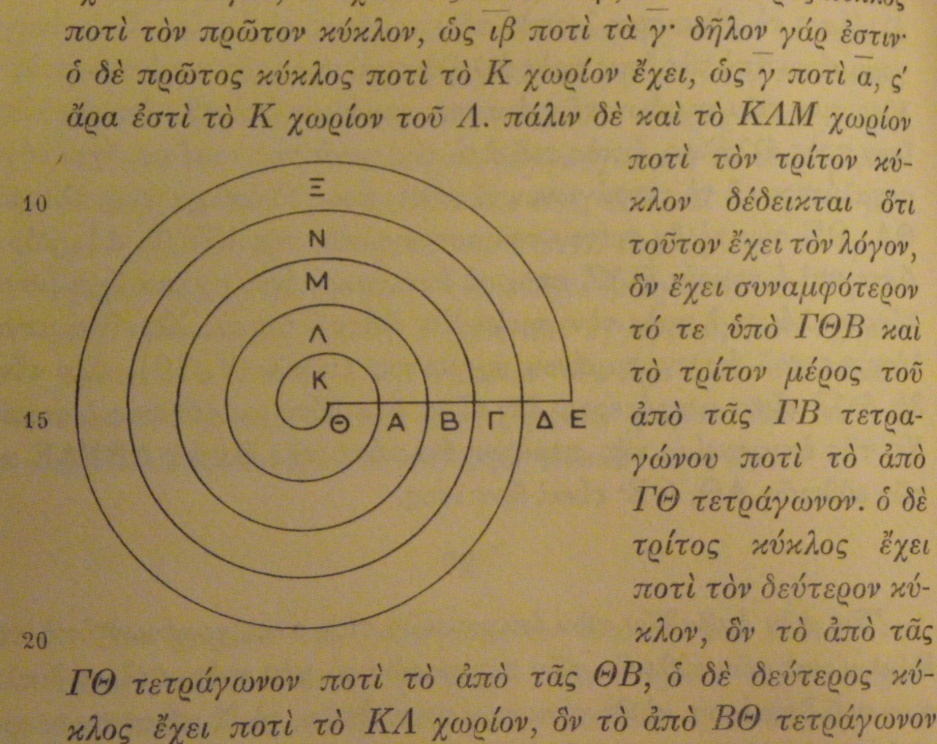 ποτὶ τὸν πρῶτον κύκλον, ὡς ι̅β̅ ποτὶ τὰ γ̅· δῆλον γάρ ἐστιν·
ὁ δὲ πρῶτος κύκλος ποτὶ τὸ Κ χωρίον ἔχει, ὡς γ̅ ποτὶ α̅, ϛʹ
ἄρα ἐστὶ τὸ Κ χωρίον τοῦ Λ. πάλιν δὲ καὶ τὸ ΚΛΜ χωρίον
ποτὶ τὸν τρίτον κύ-
10 κλον δέδεικται ὅτι
τοῦτον ἔχει τὸν λόγον,
ὃν ἔχει συναμφότερον
τό τε ὑπὸ ΓΘΒ καὶ
τὸ τρίτον μέρος τοῦ
15 ἀπὸ τᾶς ΓΒ τετρα-
γώνου ποτὶ τὸ ἀπὸ
ΓΘ τετράγωνον. ὁ δὲ
τρίτος κύκλος ἔχει
ποτὶ τὸν δεύτερον κύ-
20 κλον, ὃν τὸ ἀπὸ τᾶς
ΓΘ τετράγωνον ποτὶ τὸ ἀπὸ τᾶς ΘΒ, ὁ δὲ δεύτερος κύ-
κλος ἔχει ποτὶ τὸ ΚΛ χωρίον, ὃν τὸ ἀπὸ ΒΘ τετράγωνον
Ξ
Ν
Μ
Λ
Κ
Θ Α Β Γ Δ Ε